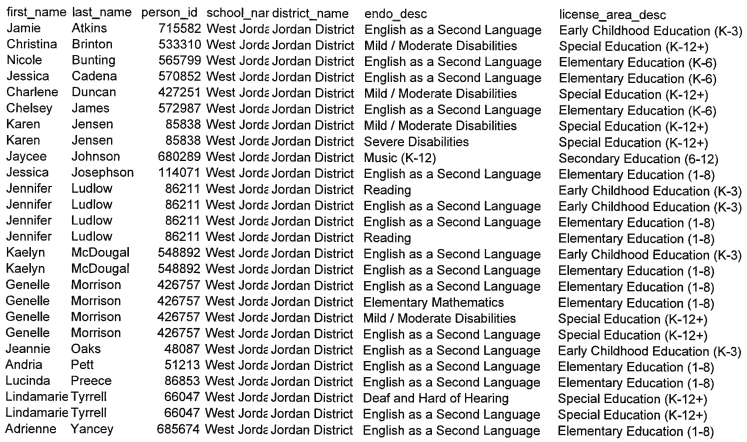 first_name last_name person_id school_nar district_name endo_desc license_area_desc
Jamie Atkins 715582 West Jorda Jordan District English as a Second Language Early Childhood Education (K-3)
Christina Brinton 533310 West Jorda Jordan District Mild / Moderate Disabilities Special Education (K-12+)
Nicole Bunting 565799 West Jorda Jordan District English as a Second Language Elementary Education (K-6)
Jessica Cadena 570852 West Jorda Jordan District English as a Second Language Elementary Education (K-6)
Charlene Duncan 427251 West Jorda Jordan District Mild / Moderate Disabilities Special Education (K-12+)
Chelsey James 572987 West Jorda Jordan District English as a Second Language Elementary Education (K-6)
Karen Jensen 85838 West Jorda Jordan District Mild / Moderate Disabilities Special Education (K-12+)
Karen Jensen 85838 West Jorda Jordan District Severe Disabilities Special Education (K-12+)
Jaycee Johnson 680289 West Jorda Jordan District Music (K-12) Secondary Education (6-12)
Jessica Josephson 114071 West Jorda Jordan District English as a Second Language Elementary Education (1-8)
Jennifer Ludlow 86211 West Jorda Jordan District Reading Early Childhood Education (K-3)
Jennifer Ludlow 86211 West Jorda Jordan District English as a Second Language Early Childhood Education (K-3)
Jennifer Ludlow 86211 West Jorda Jordan District English as a Second Language Elementary Education (1-8)
Jennifer Ludlow 86211 West Jorda Jordan District Reading Elementary Education (1-8)
Kaelyn McDougal 548892 West Jorda Jordan District English as a Second Language Early Childhood Education (K-3)
Kaelyn McDougal 548892 West Jorda Jordan District English as a Second Language Elementary Education (1-8)
Genelle Morrison 426757 West Jorda Jordan District English as a Second Language Elementary Education (1-8)
Genelle Morrison 426757 West Jorda Jordan District Elementary Mathematics Elementary Education (1-8)
Genelle Morrison 426757 West Jorda Jordan District Mild / Moderate Disabilities Special Education (K-12+)
Genelle Morrison 426757 West Jorda Jordan District English as a Second Language Special Education (K-12+)
Jeannie Oaks 48087 West Jorda Jordan District English as a Second Language Early Childhood Education (K-3)
Andria Pett 51213 West Jorda Jordan District English as a Second Language Elementary Education (1-8)
Lucinda Preece 86853 West Jorda Jordan District English as a Second Language Elementary Education (1-8)
Lindamarie Tyrrell 66047 West Jorda Jordan District Deaf and Hard of Hearing Special Education (K-12+)
Lindamarie Tyrrell 66047 West Jorda Jordan District English as a Second Language Special Education (K-12+)
Adrienne Yancey 685674 West Jorda Jordan District English as a Second Language Elementary Education (1-8)